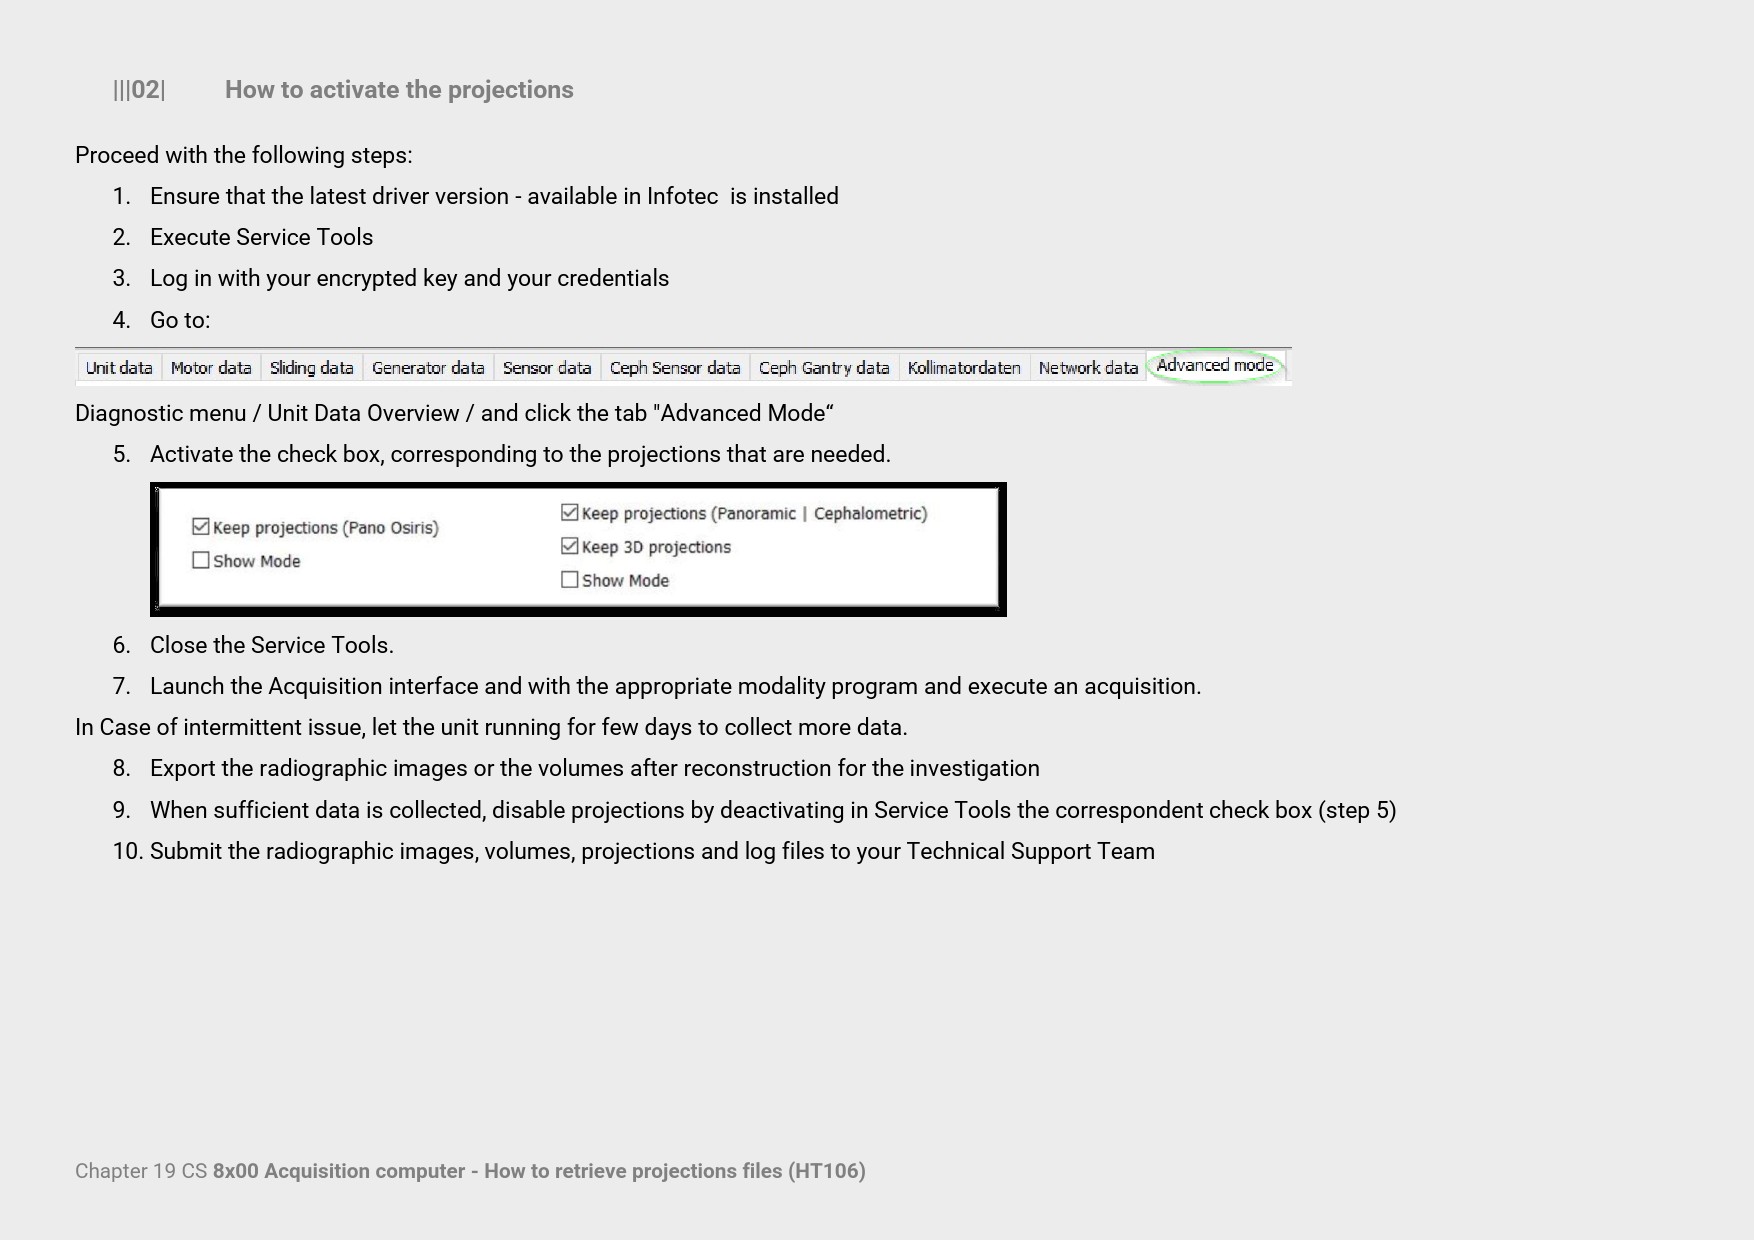 |||02| How to activate the projections
Proceed with the following steps:
1. Ensure that the latest driver version - available in Infotec  is installed
2. Execute Service Tools
3. Log in with your encrypted key and your credentials
4. Go to:
Unit data Motor data Sliding data Generator data Sensor data Ceph Sensor data Ceph Gantry data Kollimatordaten Network data Advanced mode
Diagnostic menu / Unit Data Overview / and click the tab "Advanced Mode“
5. Activate the check box, corresponding to the projections that are needed.
Keep projections (Pano Osiris)
Show Mode
Keep projections (Panoramic | Cephalometric)
Keep 3D projections
Show Mode
6. Close the Service Tools.
7. Launch the Acquisition interface and with the appropriate modality program and execute an acquisition.
In Case of intermittent issue, let the unit running for few days to collect more data.
8. Export the radiographic images or the volumes after reconstruction for the investigation
9. When sufficient data is collected, disable projections by deactivating in Service Tools the correspondent check box (step 5)
10. Submit the radiographic images, volumes, projections and log files to your Technical Support Team
Chapter 19 CS 8x00 Acquisition computer - How to retrieve projections files (HT106)